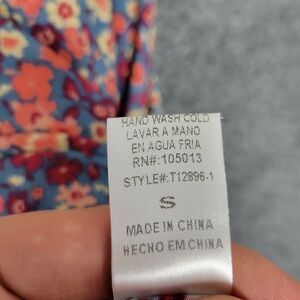 HAND WASH COLD
LAVAR A MANO
EN AGUA FRIA
RN#: 105013
STYLE#:T12896-1
S
MADE IN CHINA
HECHO EM CHINA